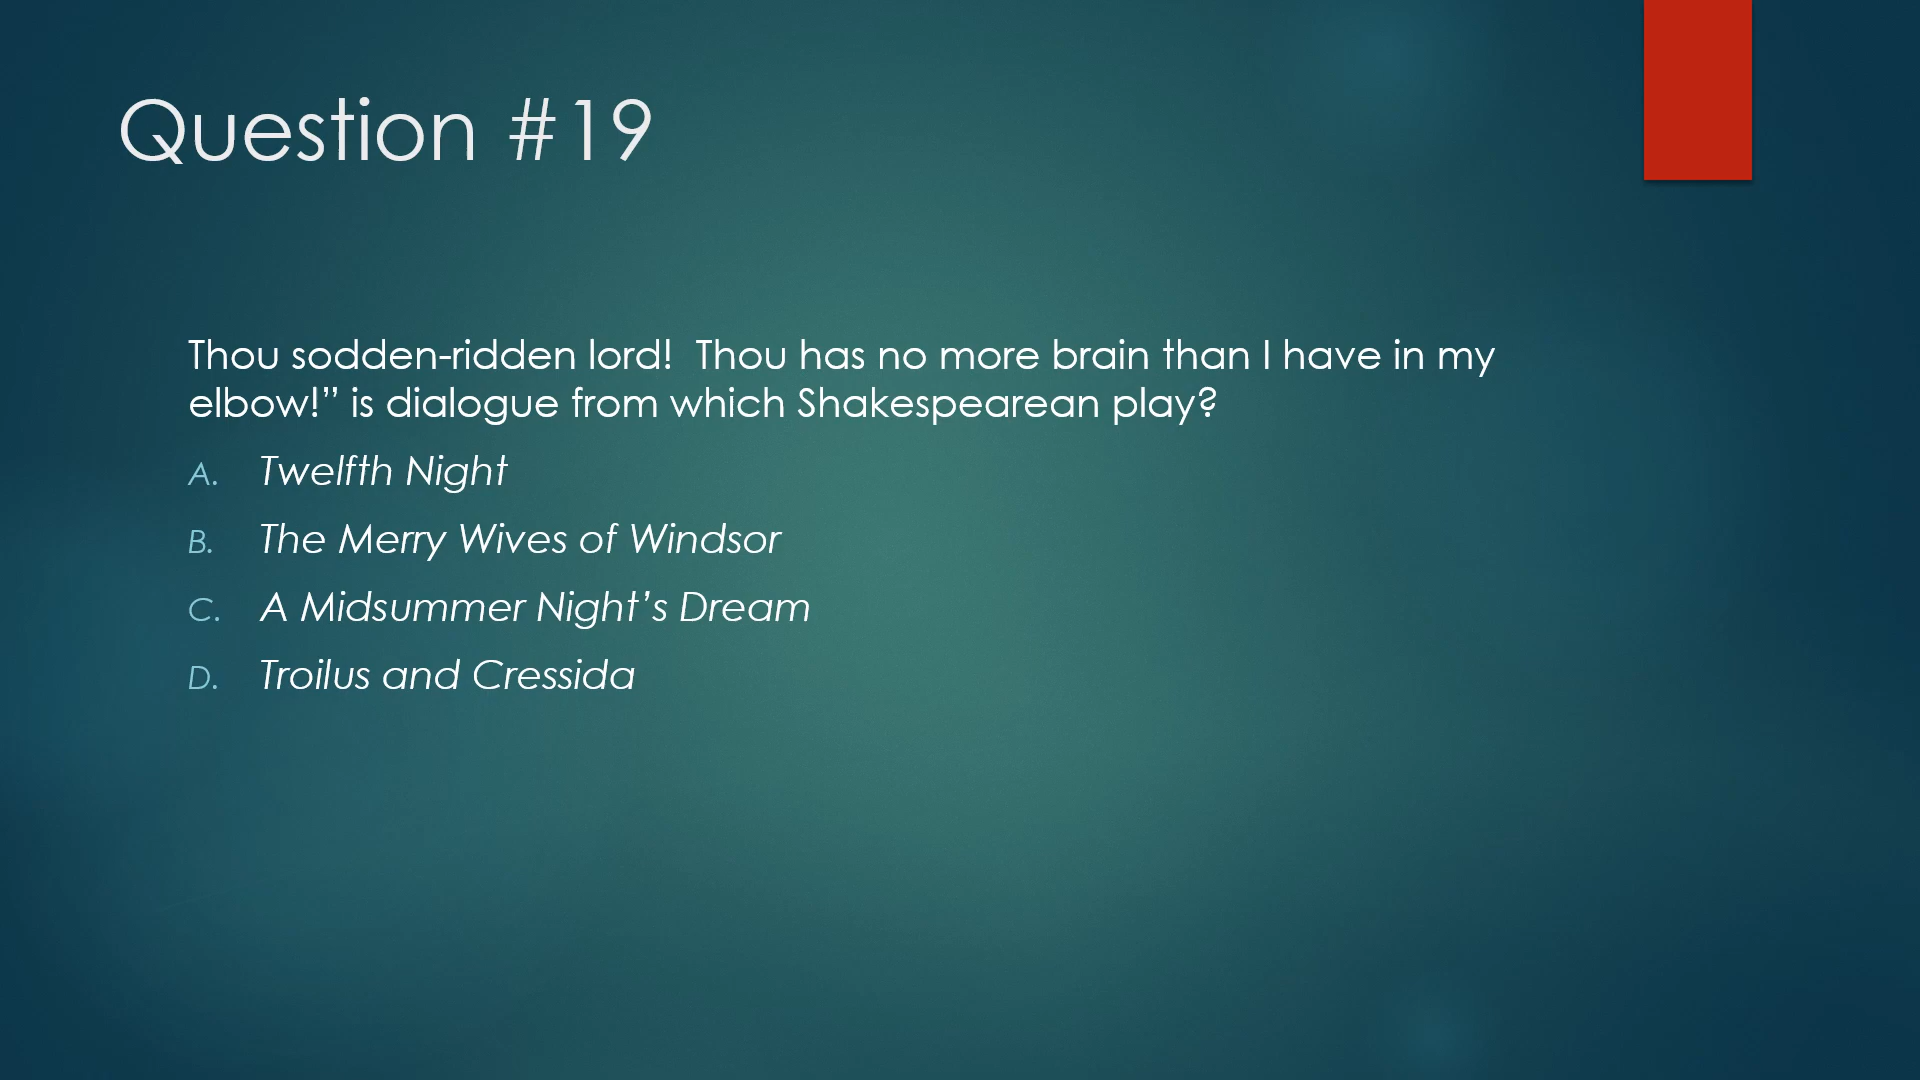 Question #19
Thou sodden-ridden lord!  Thou has no more brain than I have in my
elbow!” is dialogue from which Shakespearean play?
A. Twelfth Night
B. The Merry Wives of Windsor
C. A Midsummer Night’s Dream
D. Troilus and Cressida